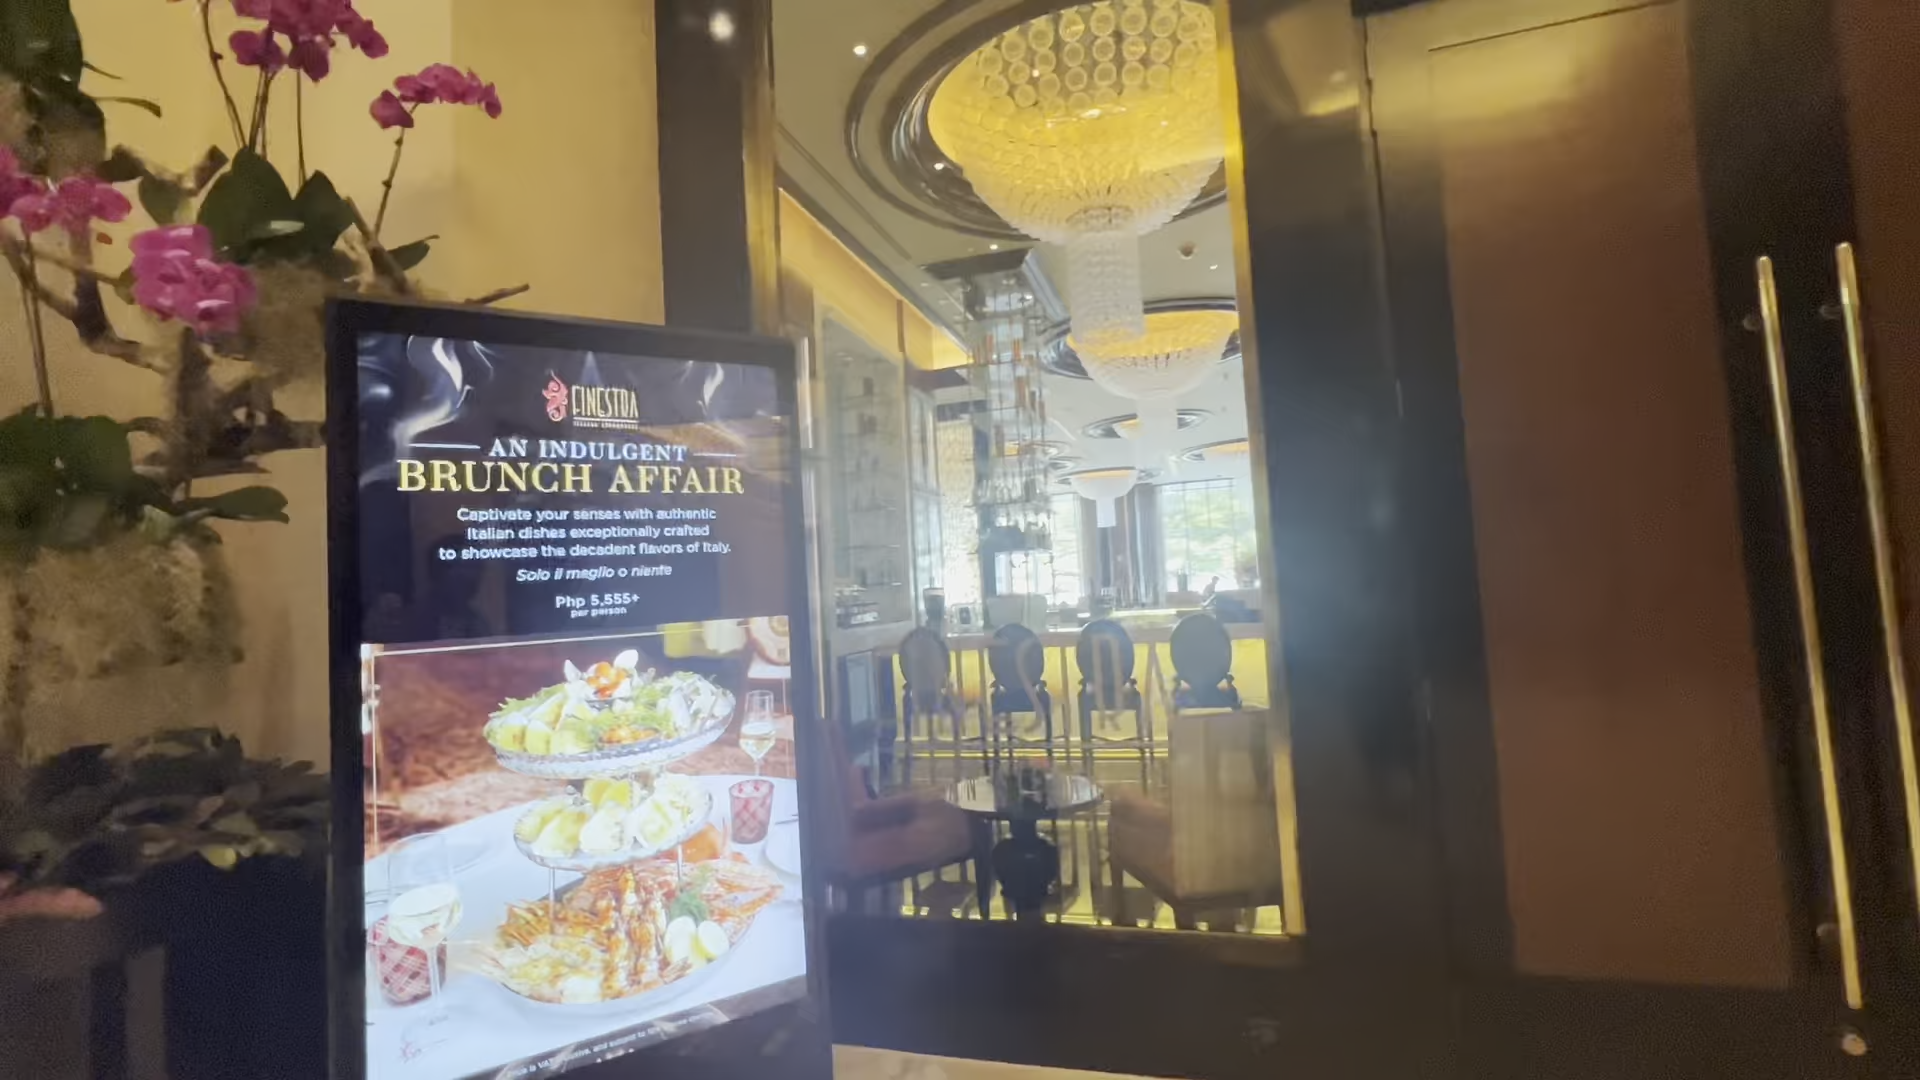 FINESTRA
AN INDULGENT
BRUNCH AFFAIR
Captivate your senses with authentic
Italian dishes exceptionally crafted
to showcase the decadent flavors of Italy.
Solo il meglio o niente
Php 5,555+
per person